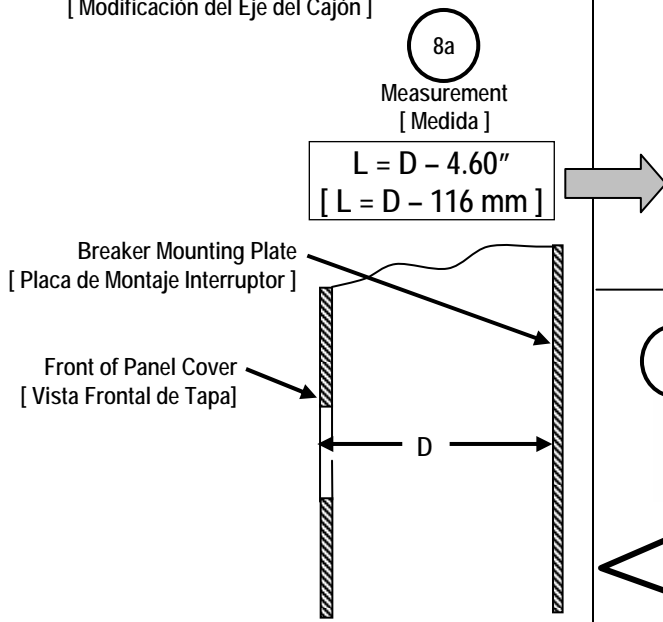 [ Modificación del Eje del Cajón ]
8a
Measurement
[ Medida ]
L = D – 4.60"
[ L = D – 116 mm ]
Breaker Mounting Plate
[ Placa de Montaje Interruptor ]
Front of Panel Cover
[ Vista Frontal de Tapa]
D